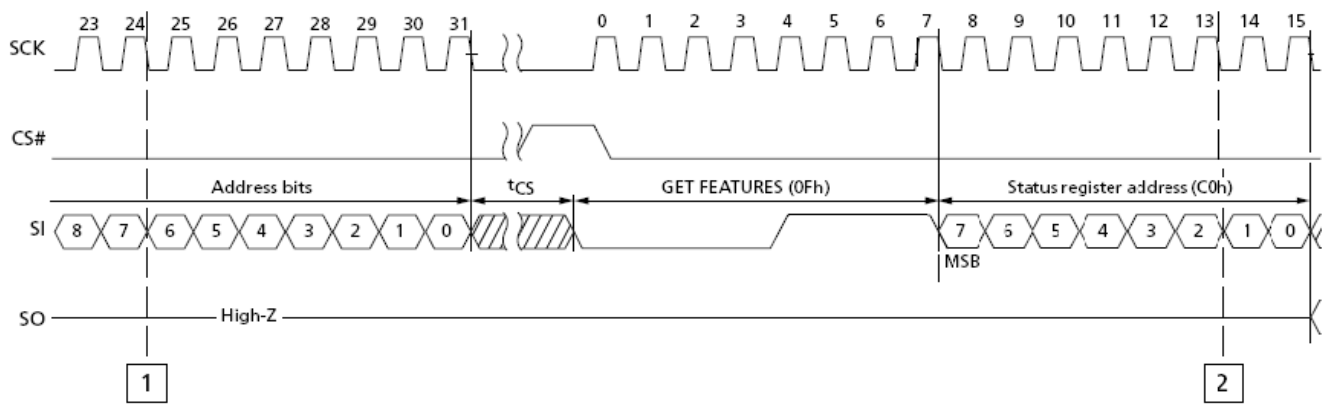 23 24 25 26 27 28 29 30 31 0 1 2 3 4 5 6 7 8 9 10 11 12 13 14 15
SCK
CS#
Address bits tCS GET FEATURES (0Fh) Status register address (C0h)
SI 8 7 6 5 4 3 2 1 0 7 6 5 4 3 2 1 0
MSB
SO High-Z
1 2